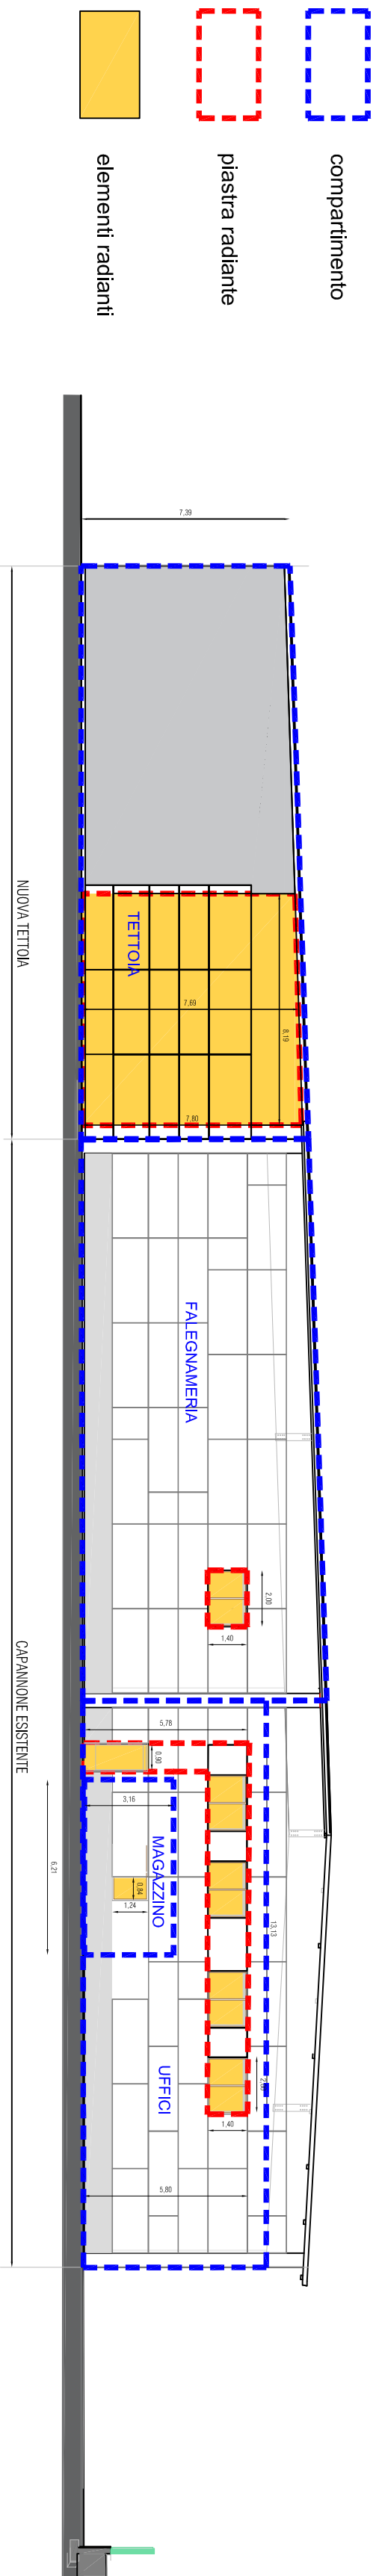 compartimento
piastra radiante
elementi radianti
7,39
TETTOIA
7,69
8,19
7,80
NUOVA TETTOIA
FALEGNAMERIA
2,00
1,40
CAPANNONE ESISTENTE
5,78
0,90
3,16
MAGAZZINO
0,84
1,24
6,21
13,13
UFFICI
1,40
5,80